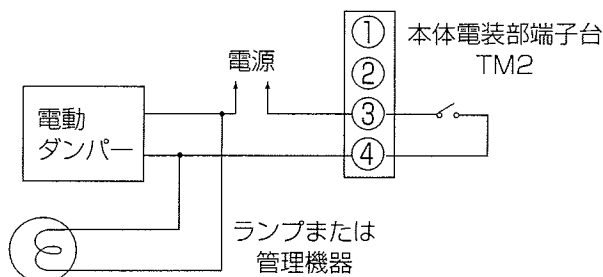 電源
①
②
③
④
本体電装部端子台
TM2
電動
ダンパー
ランプまたは
管理機器